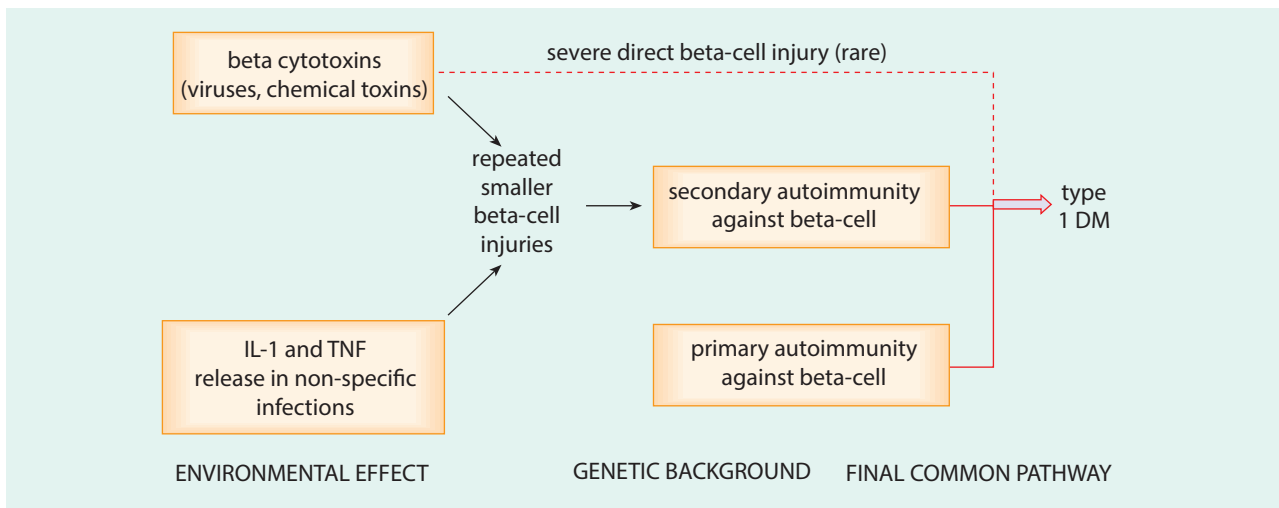 beta cytotoxins
(viruses, chemical toxins)
severe direct beta-cell injury (rare)
repeated
smaller
beta-cell
injuries
secondary autoimmunity
against beta-cell
type
1 DM
IL-1 and TNF
release in non-specific
infections
primary autoimmunity
against beta-cell
ENVIRONMENTAL EFFECT
GENETIC BACKGROUND
FINAL COMMON PATHWAY